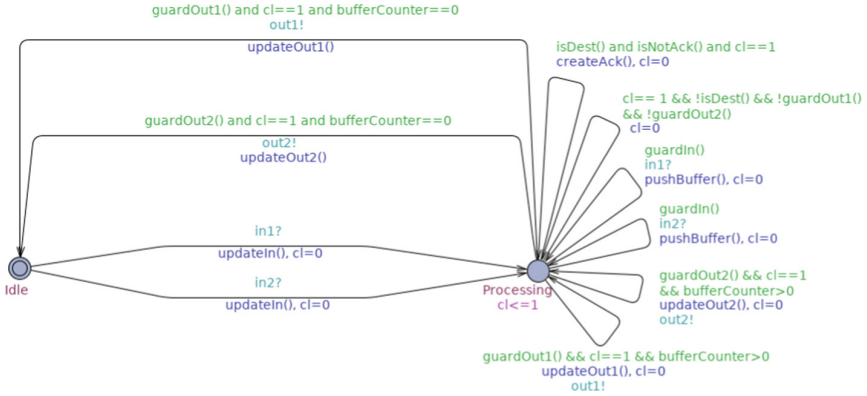 guardOut1() and cl==1 and bufferCounter==0
out1!
updateOut1()
isDest() and isNotAck() and cl==1
createAck(), cl=0
cl== 1 && !isDest() && !guardOut1()
&& !guardOut2()
cl=0
guardOut2() and cl==1 and bufferCounter==0
out2!
updateOut2()
guardIn()
in1?
pushBuffer(), cl=0
guardIn()
in2?
pushBuffer(), cl=0
in1?
updateIn(), cl=0
in2?
updateIn(), cl=0
Idle
Processing
cl<=1
guardOut2() && cl==1
&& bufferCounter>0
updateOut2(), cl=0
out2!
guardOut1() && cl==1 && bufferCounter>0
updateOut1(), cl=0
out1!